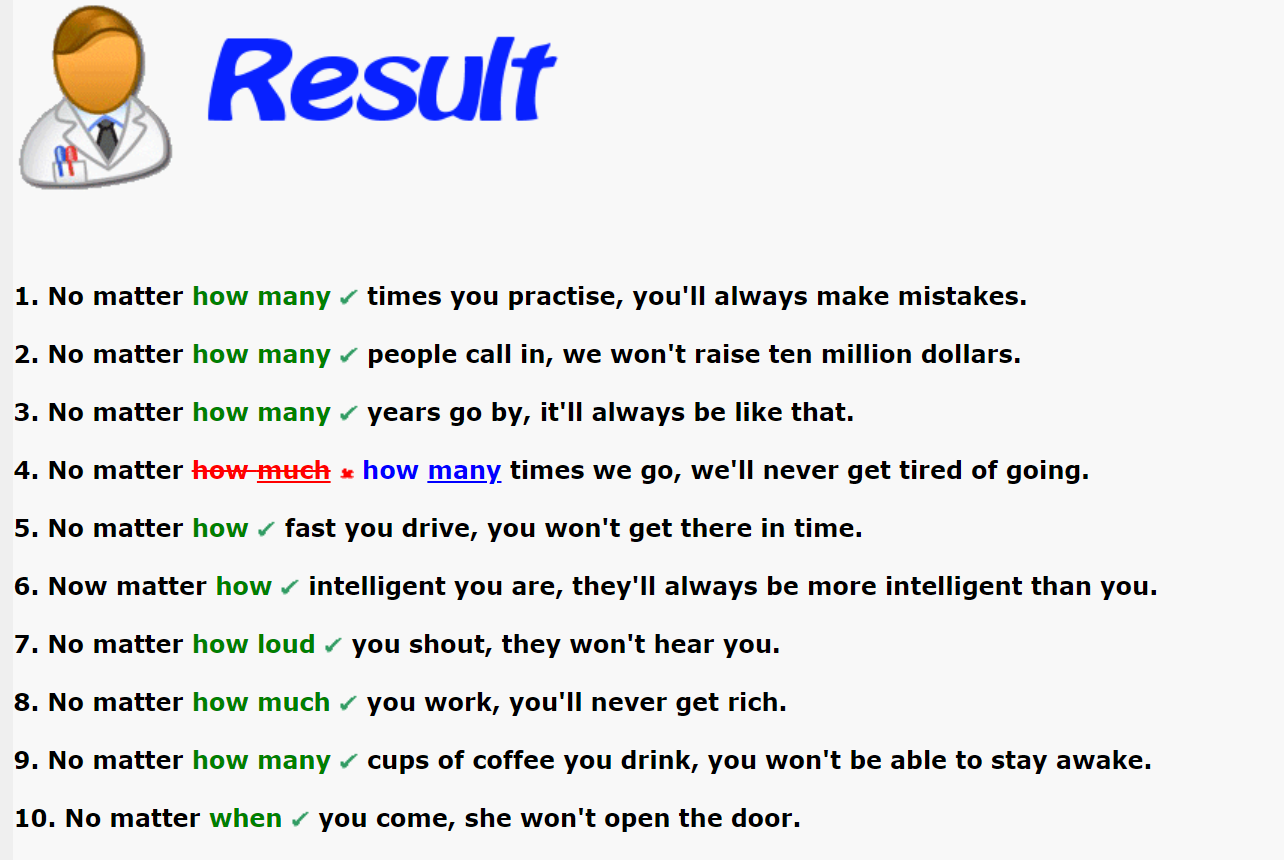 Result
1. No matter how many ✓ times you practise, you'll always make mistakes.
2. No matter how many ✓ people call in, we won't raise ten million dollars.
3. No matter how many ✓ years go by, it'll always be like that.
4. No matter how much ✗ how many times we go, we'll never get tired of going.
5. No matter how ✓ fast you drive, you won't get there in time.
6. Now matter how ✓ intelligent you are, they'll always be more intelligent than you.
7. No matter how loud ✓ you shout, they won't hear you.
8. No matter how much ✓ you work, you'll never get rich.
9. No matter how many ✓ cups of coffee you drink, you won't be able to stay awake.
10. No matter when ✓ you come, she won't open the door.